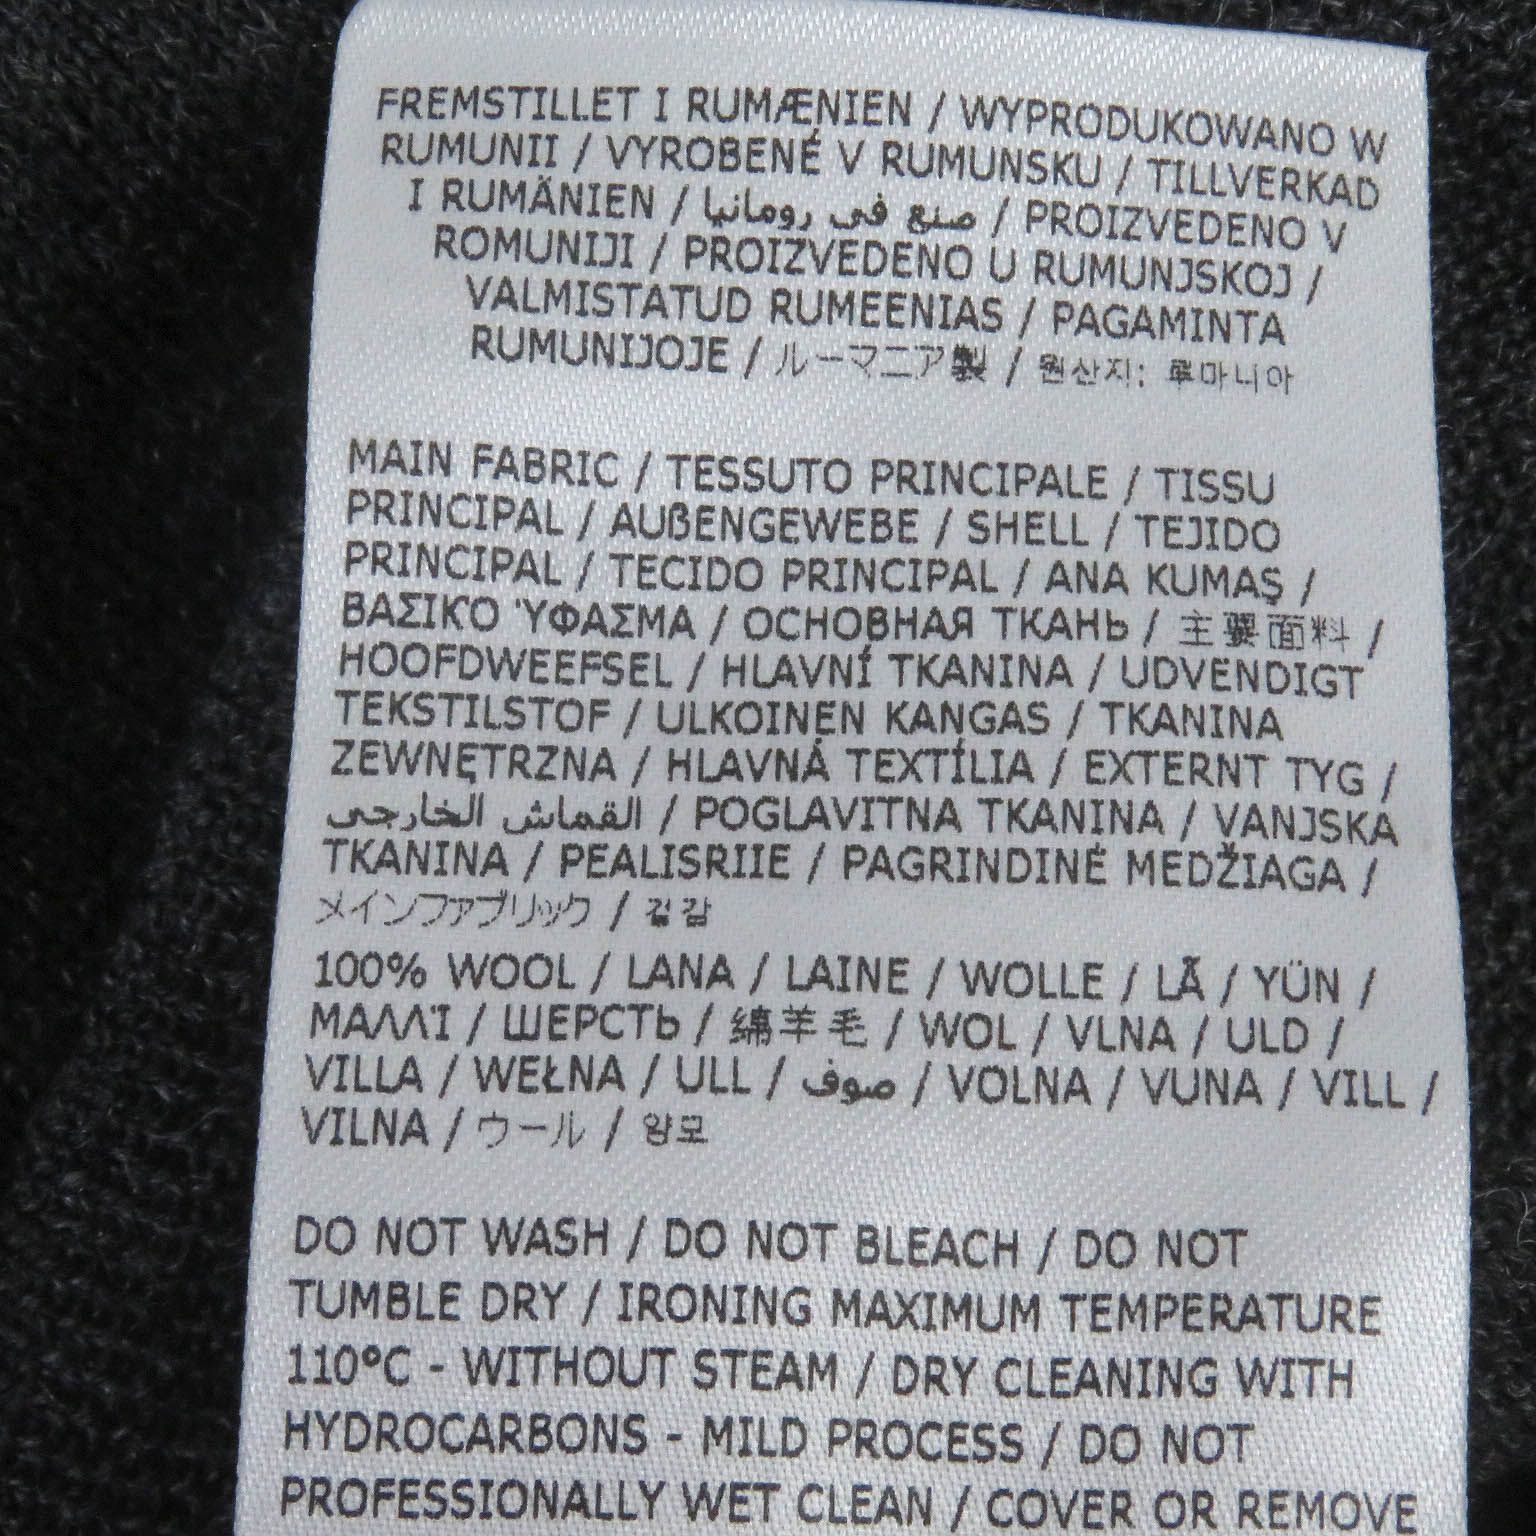 FREMSTILLET I RUMÆNIEN / WYPRODUKOWANO W
RUMUNII / VYROBENÉ V RUMUNSKU / TILLVERKAD
I RUMÄNIEN / صنع في رومانيا / PROIZVEDENO V
ROMUNIJI / PROIZVEDENO U RUMUNJSKOJ /
VALMISTATUD RUMEENIAS / PAGAMINTA
RUMUNIJOJE / ルーマニア製 / 원산지: 루마니아
MAIN FABRIC / TESSUTO PRINCIPALE / TISSU
PRINCIPAL / AUßENGEWEBE / SHELL / TEJIDO
PRINCIPAL / TECIDO PRINCIPAL / ANA KUMAŞ /
ΒΑΣΙΚΌ ΎΦΑΣΜΑ / ОСНОВНАЯ ТКАНЬ / 主要面料 /
HOOFDWEEFSEL / HLAVNÍ TKANINA / UDVENDIGT
TEKSTILSTOF / ULKOINEN KANGAS / TKANINA
ZEWNĘTRZNA / HLAVNÁ TEXTÍLIA / EXTERNT TYG /
القماش الخارجي / POGLAVITNA TKANINA / VANJSKA
TKANINA / PEALISRIIE / PAGRINDINĖ MEDŽIAGA /
メインファブリック / 겉감
100% WOOL / LANA / LAINE / WOLLE / LÃ / YÜN /
ΜΑΛΛΊ / ШЕРСТЬ / 绵羊毛 / WOL / VLNA / ULD /
VILLA / WEŁNA / ULL / صوف / VOLNA / VUNA / VILL /
VILNA / ウール / 양모
DO NOT WASH / DO NOT BLEACH / DO NOT
TUMBLE DRY / IRONING MAXIMUM TEMPERATURE
110°C - WITHOUT STEAM / DRY CLEANING WITH
HYDROCARBONS - MILD PROCESS / DO NOT
PROFESSIONALLY WET CLEAN / COVER OR REMOVE